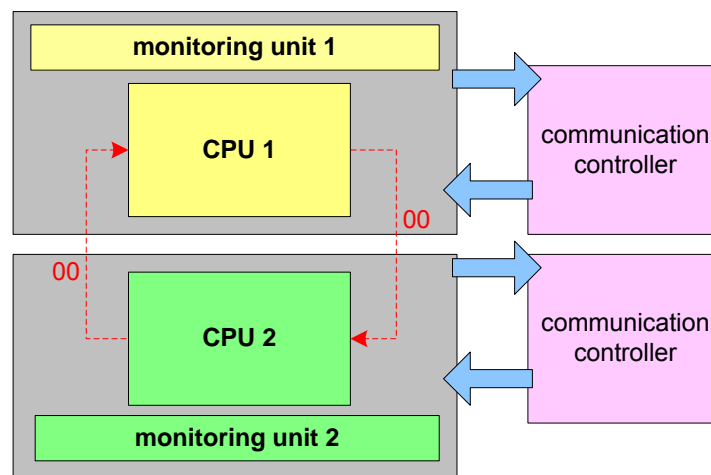 monitoring unit 1
CPU 1
communication
controller
00
00
CPU 2
communication
controller
monitoring unit 2